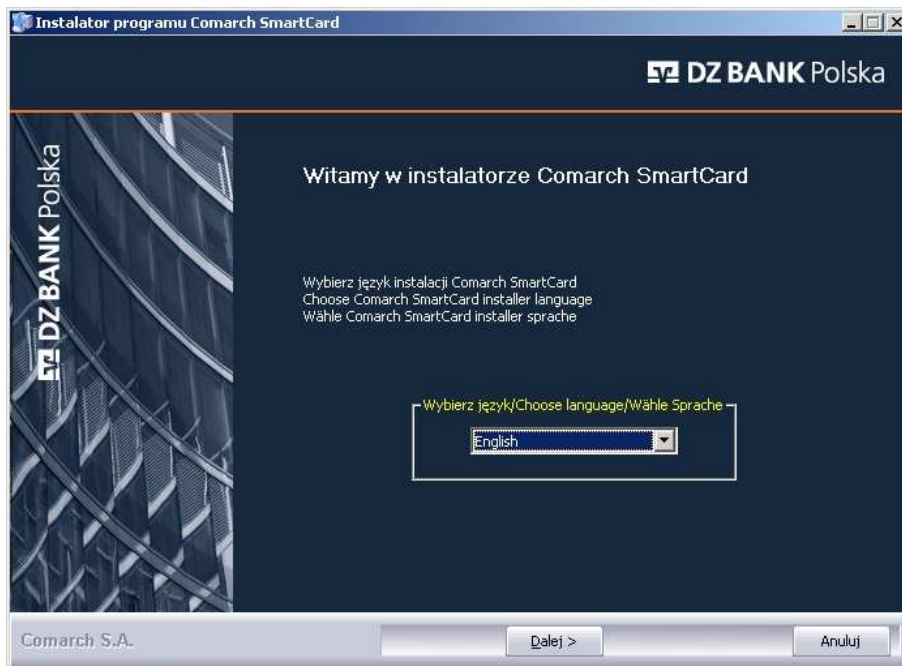 Instalator programu Comarch SmartCard
DZ BANK Polska
DZ BANK Polska
Witamy w instalatorze Comarch SmartCard
Wybierz język instalacji Comarch SmartCard
Choose Comarch SmartCard installer language
Wähle Comarch SmartCard installer sprache
Wybierz język/Choose language/Wähle Sprache
English
Comarch S.A.
Dalej >
Anuluj